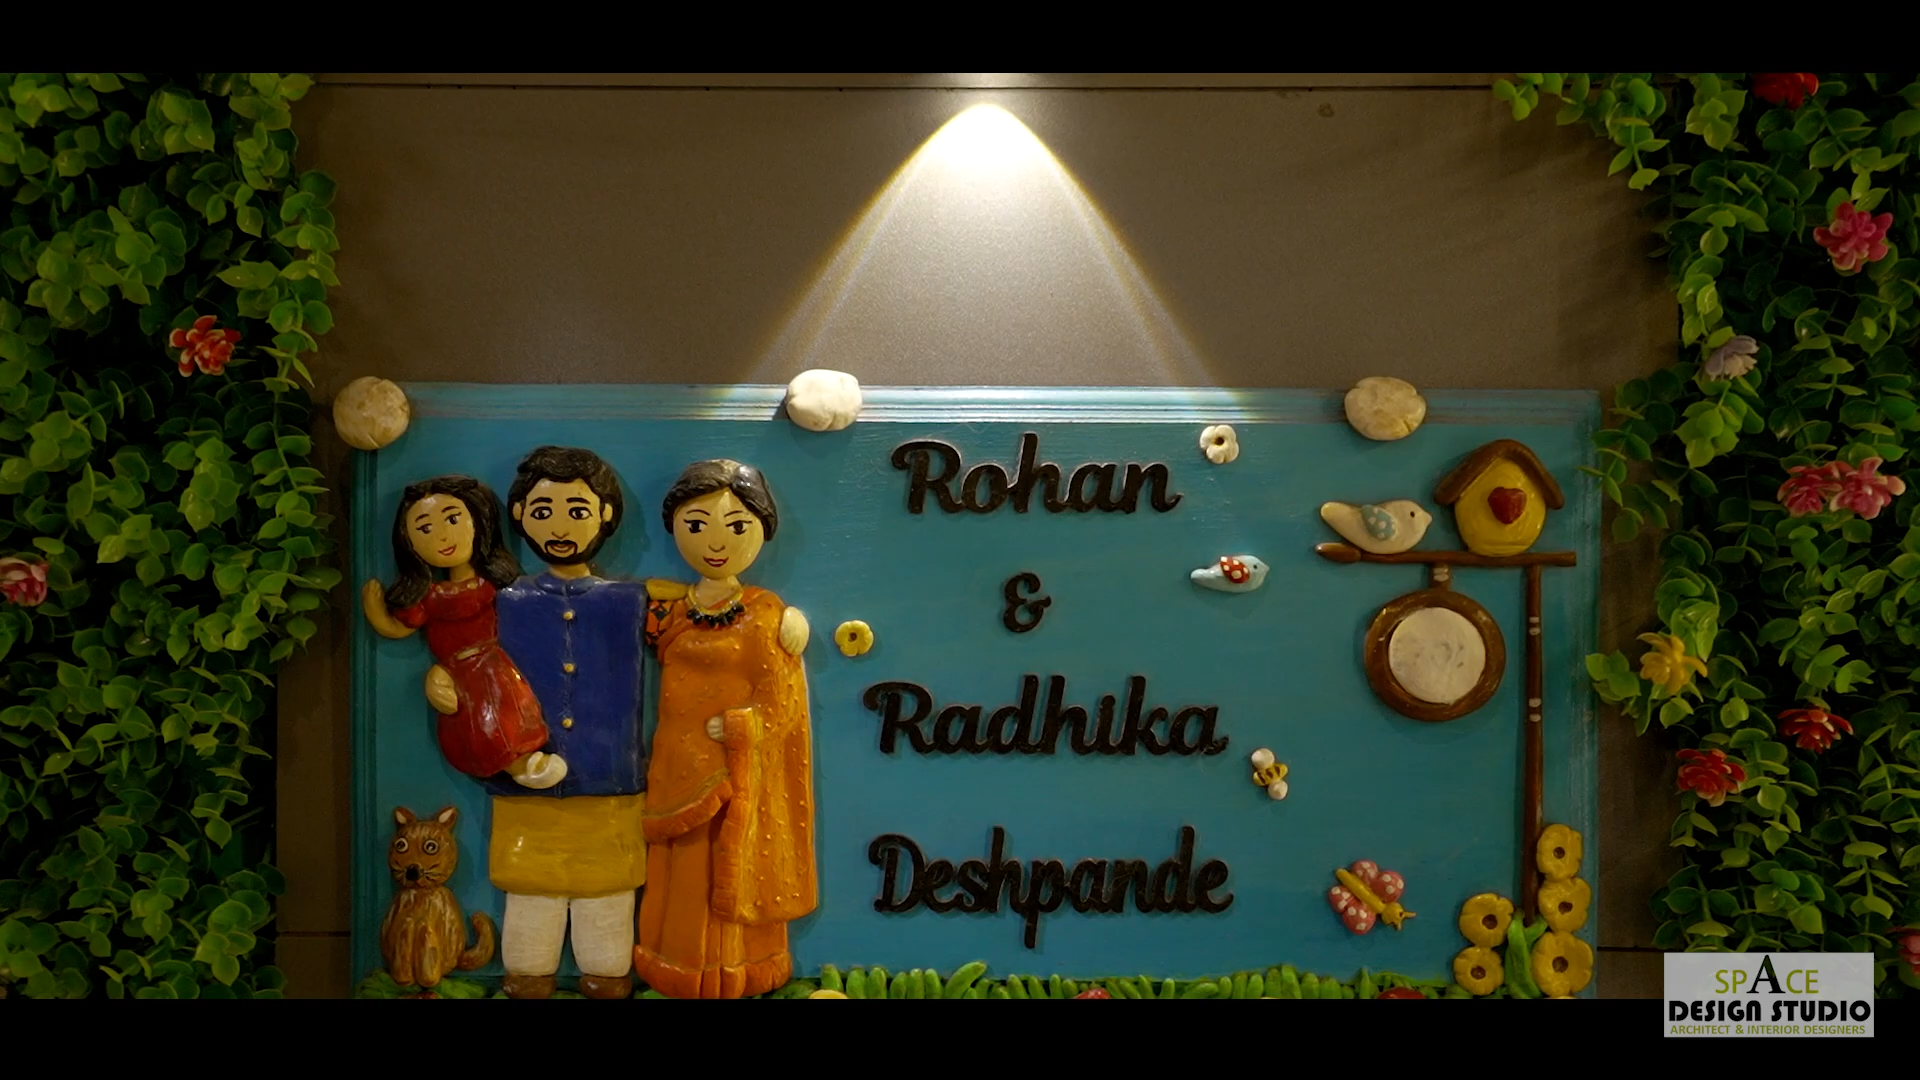 Rohan
&
Radhika
Deshpande
SPACE
DESIGN STUDIO
ARCHITECT & INTERIOR DESIGNERS